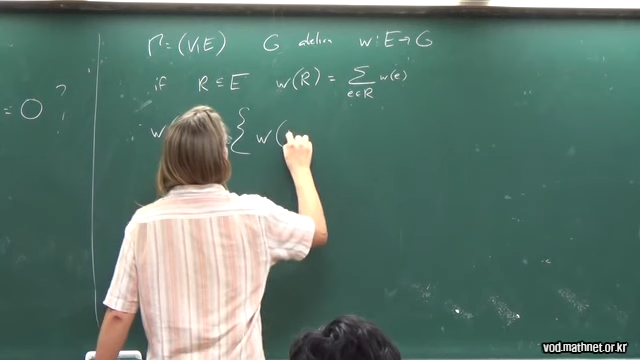 Γ=(V,E) G abelian w:E→G
= 0 ?
if R⊆E w(R) = ∑_{e∈R} w(e)
w = { w(
vod.mathnet.or.kr